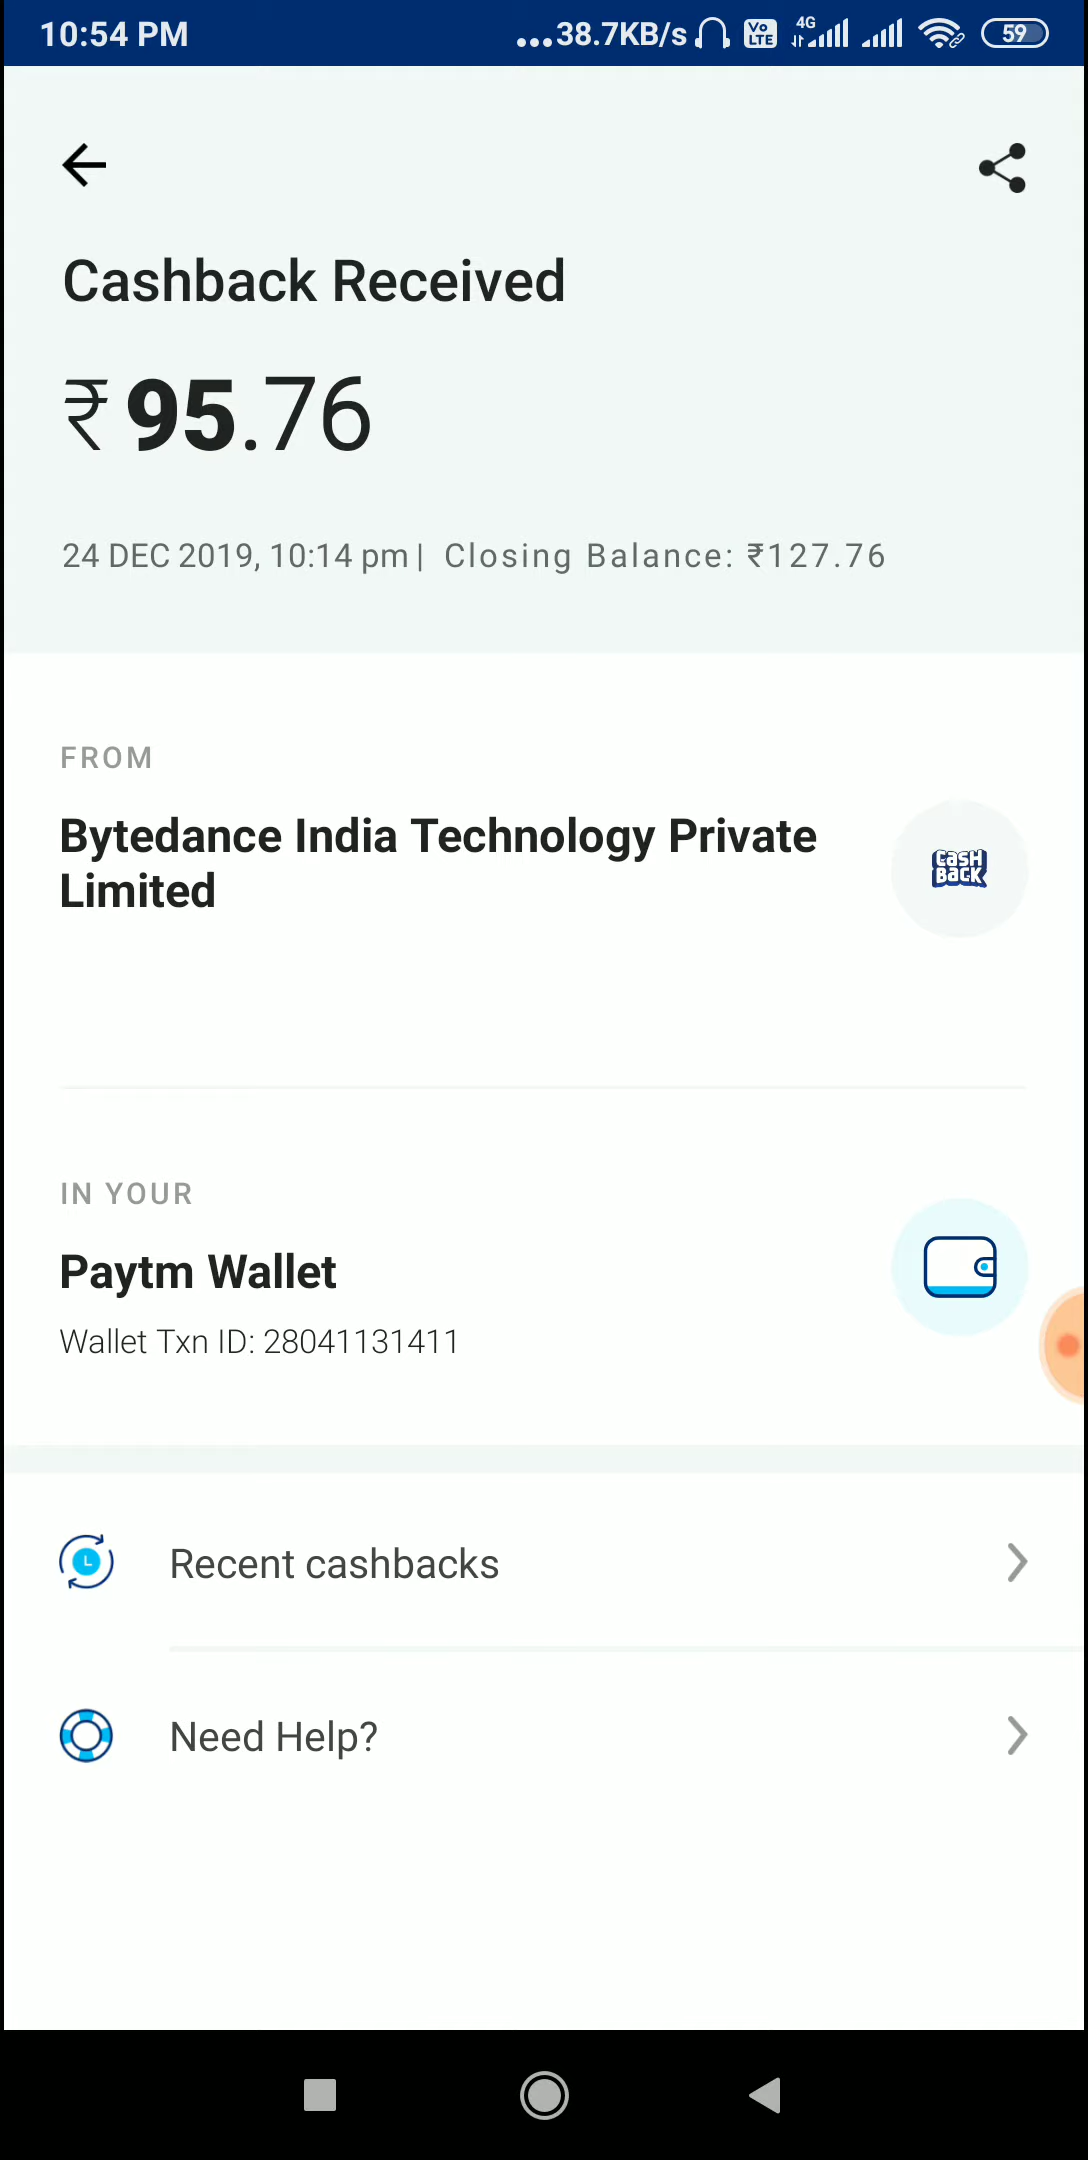 10:54 PM ...38.7KB/s Vo LTE 4G 59
Cashback Received
₹95.76
24 DEC 2019, 10:14 pm | Closing Balance: ₹127.76
FROM
Bytedance India Technology Private
Limited
CASH
BACK
IN YOUR
Paytm Wallet
Wallet Txn ID: 28041131411
Recent cashbacks
Need Help?